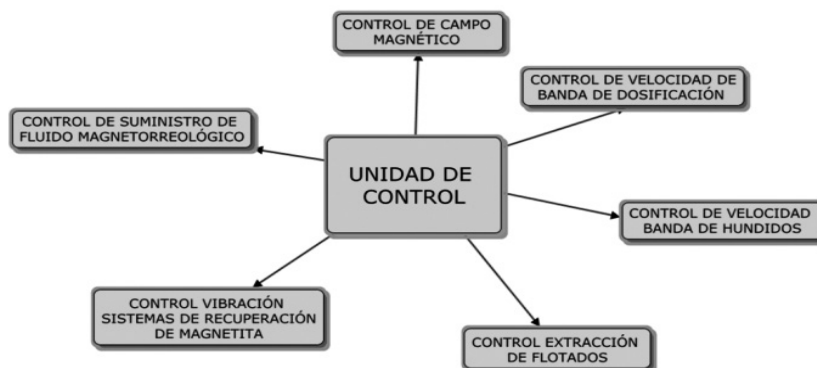 CONTROL DE CAMPO
MAGNÉTICO
CONTROL DE VELOCIDAD DE
BANDA DE DOSIFICACIÓN
CONTROL DE SUMINISTRO DE
FLUIDO MAGNETORREOLÓGICO
UNIDAD DE
CONTROL
CONTROL DE VELOCIDAD
BANDA DE HUNDIDOS
CONTROL VIBRACIÓN
SISTEMAS DE RECUPERACIÓN
DE MAGNETITA
CONTROL EXTRACCIÓN
DE FLOTADOS